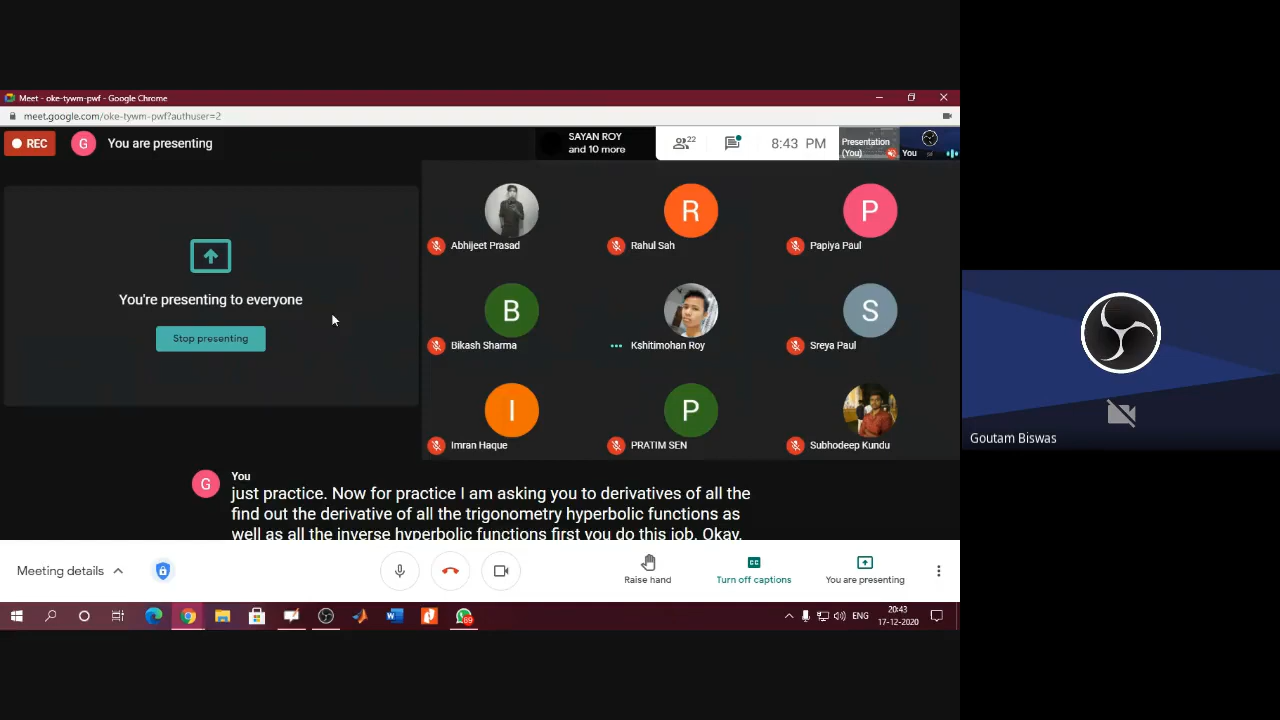 Meet - oke-tywm-pwf - Google Chrome
meet.google.com/oke-tywm-pwf?authuser=2
REC
G
You are presenting
SAYAN ROY
and 10 more
22
8:43 PM
Presentation
(You)
You
You're presenting to everyone
Stop presenting
Abhijeet Prasad
R
Rahul Sah
P
Papiya Paul
B
Bikash Sharma
Kshitimohan Roy
S
Sreya Paul
I
Imran Haque
P
PRATIM SEN
Subhodeep Kundu
G
You
just practice. Now for practice I am asking you to derivatives of all the
find out the derivative of all the trigonometry hyperbolic functions as
well as all the inverse hyperbolic functions first you do this job. Okay.
Goutam Biswas
Meeting details
Raise hand
CC
Turn off captions
You are presenting
W
69
ENG
20:43
17-12-2020